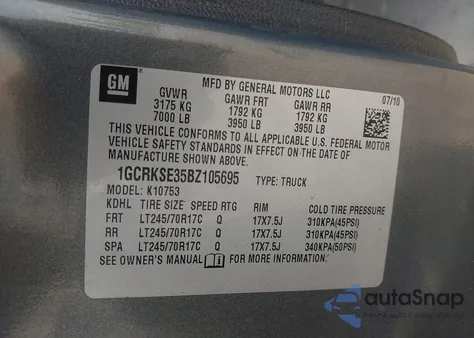 GM
MFD BY GENERAL MOTORS LLC
07/10
GVWR GAWR FRT GAWR RR
3175 KG 1792 KG 1792 KG
7000 LB 3950 LB 3950 LB
THIS VEHICLE CONFORMS TO ALL APPLICABLE U.S. FEDERAL MOTOR
VEHICLE SAFETY STANDARDS IN EFFECT ON THE DATE OF
MANUFACTURE SHOWN ABOVE.
1GCRKSE35BZ105695 TYPE: TRUCK
MODEL: K10753
KDHL TIRE SIZE SPEED RTG RIM COLD TIRE PRESSURE
FRT LT245/70R17C Q 17X7.5J 310KPA(45PSI)
RR LT245/70R17C Q 17X7.5J 310KPA(45PSI)
SPA LT245/70R17C Q 17X7.5J 340KPA(50PSI)
SEE OWNER'S MANUAL FOR MORE INFORMATION.
autoSnap